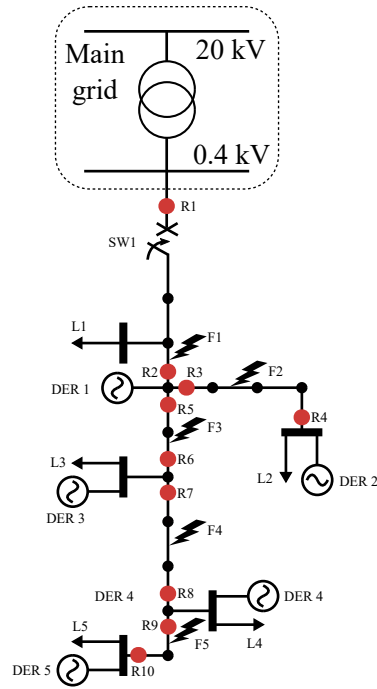 20 kV
Main
grid
0.4 kV
R1
SW1
L1
F1
R2 R3
F2
DER 1
R5
R4
F3
L3
R6
L2
DER 2
R7
DER 3
F4
DER 4
R8
DER 4
L5
R9
F5
L4
DER 5
R10